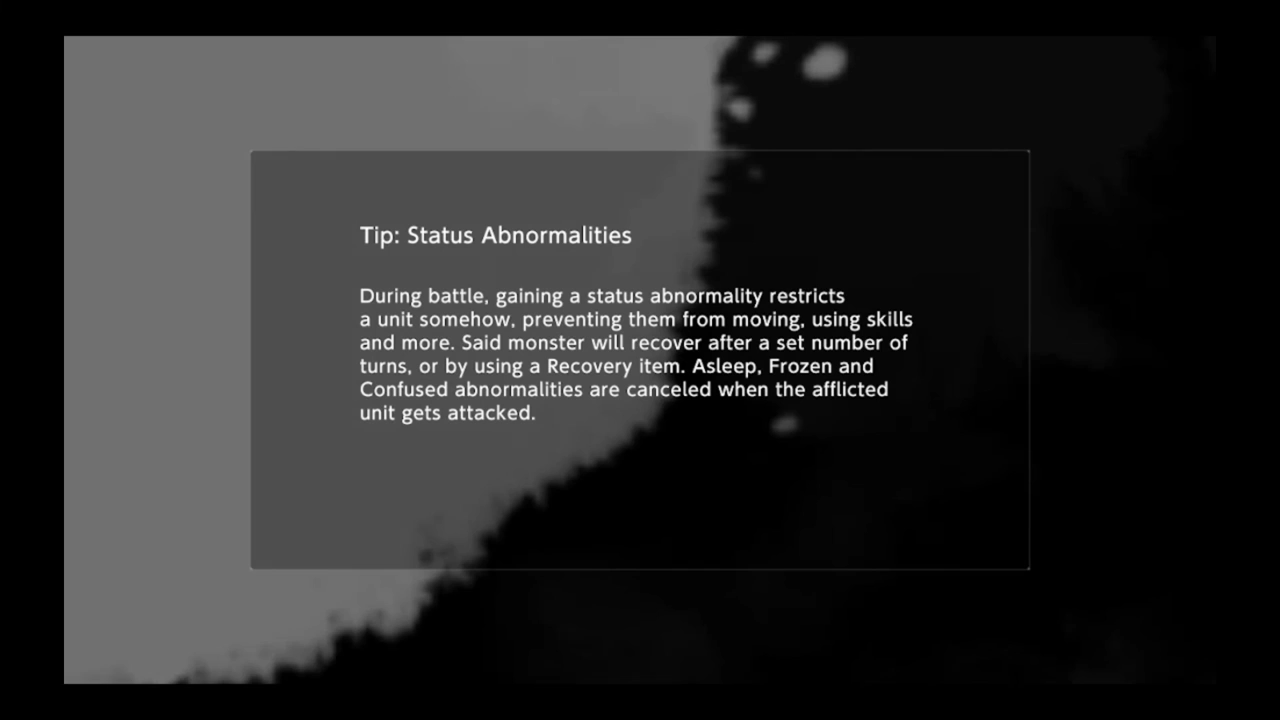 Tip: Status Abnormalities
During battle, gaining a status abnormality restricts
a unit somehow, preventing them from moving, using skills
and more. Said monster will recover after a set number of
turns, or by using a Recovery item. Asleep, Frozen and
Confused abnormalities are canceled when the afflicted
unit gets attacked.